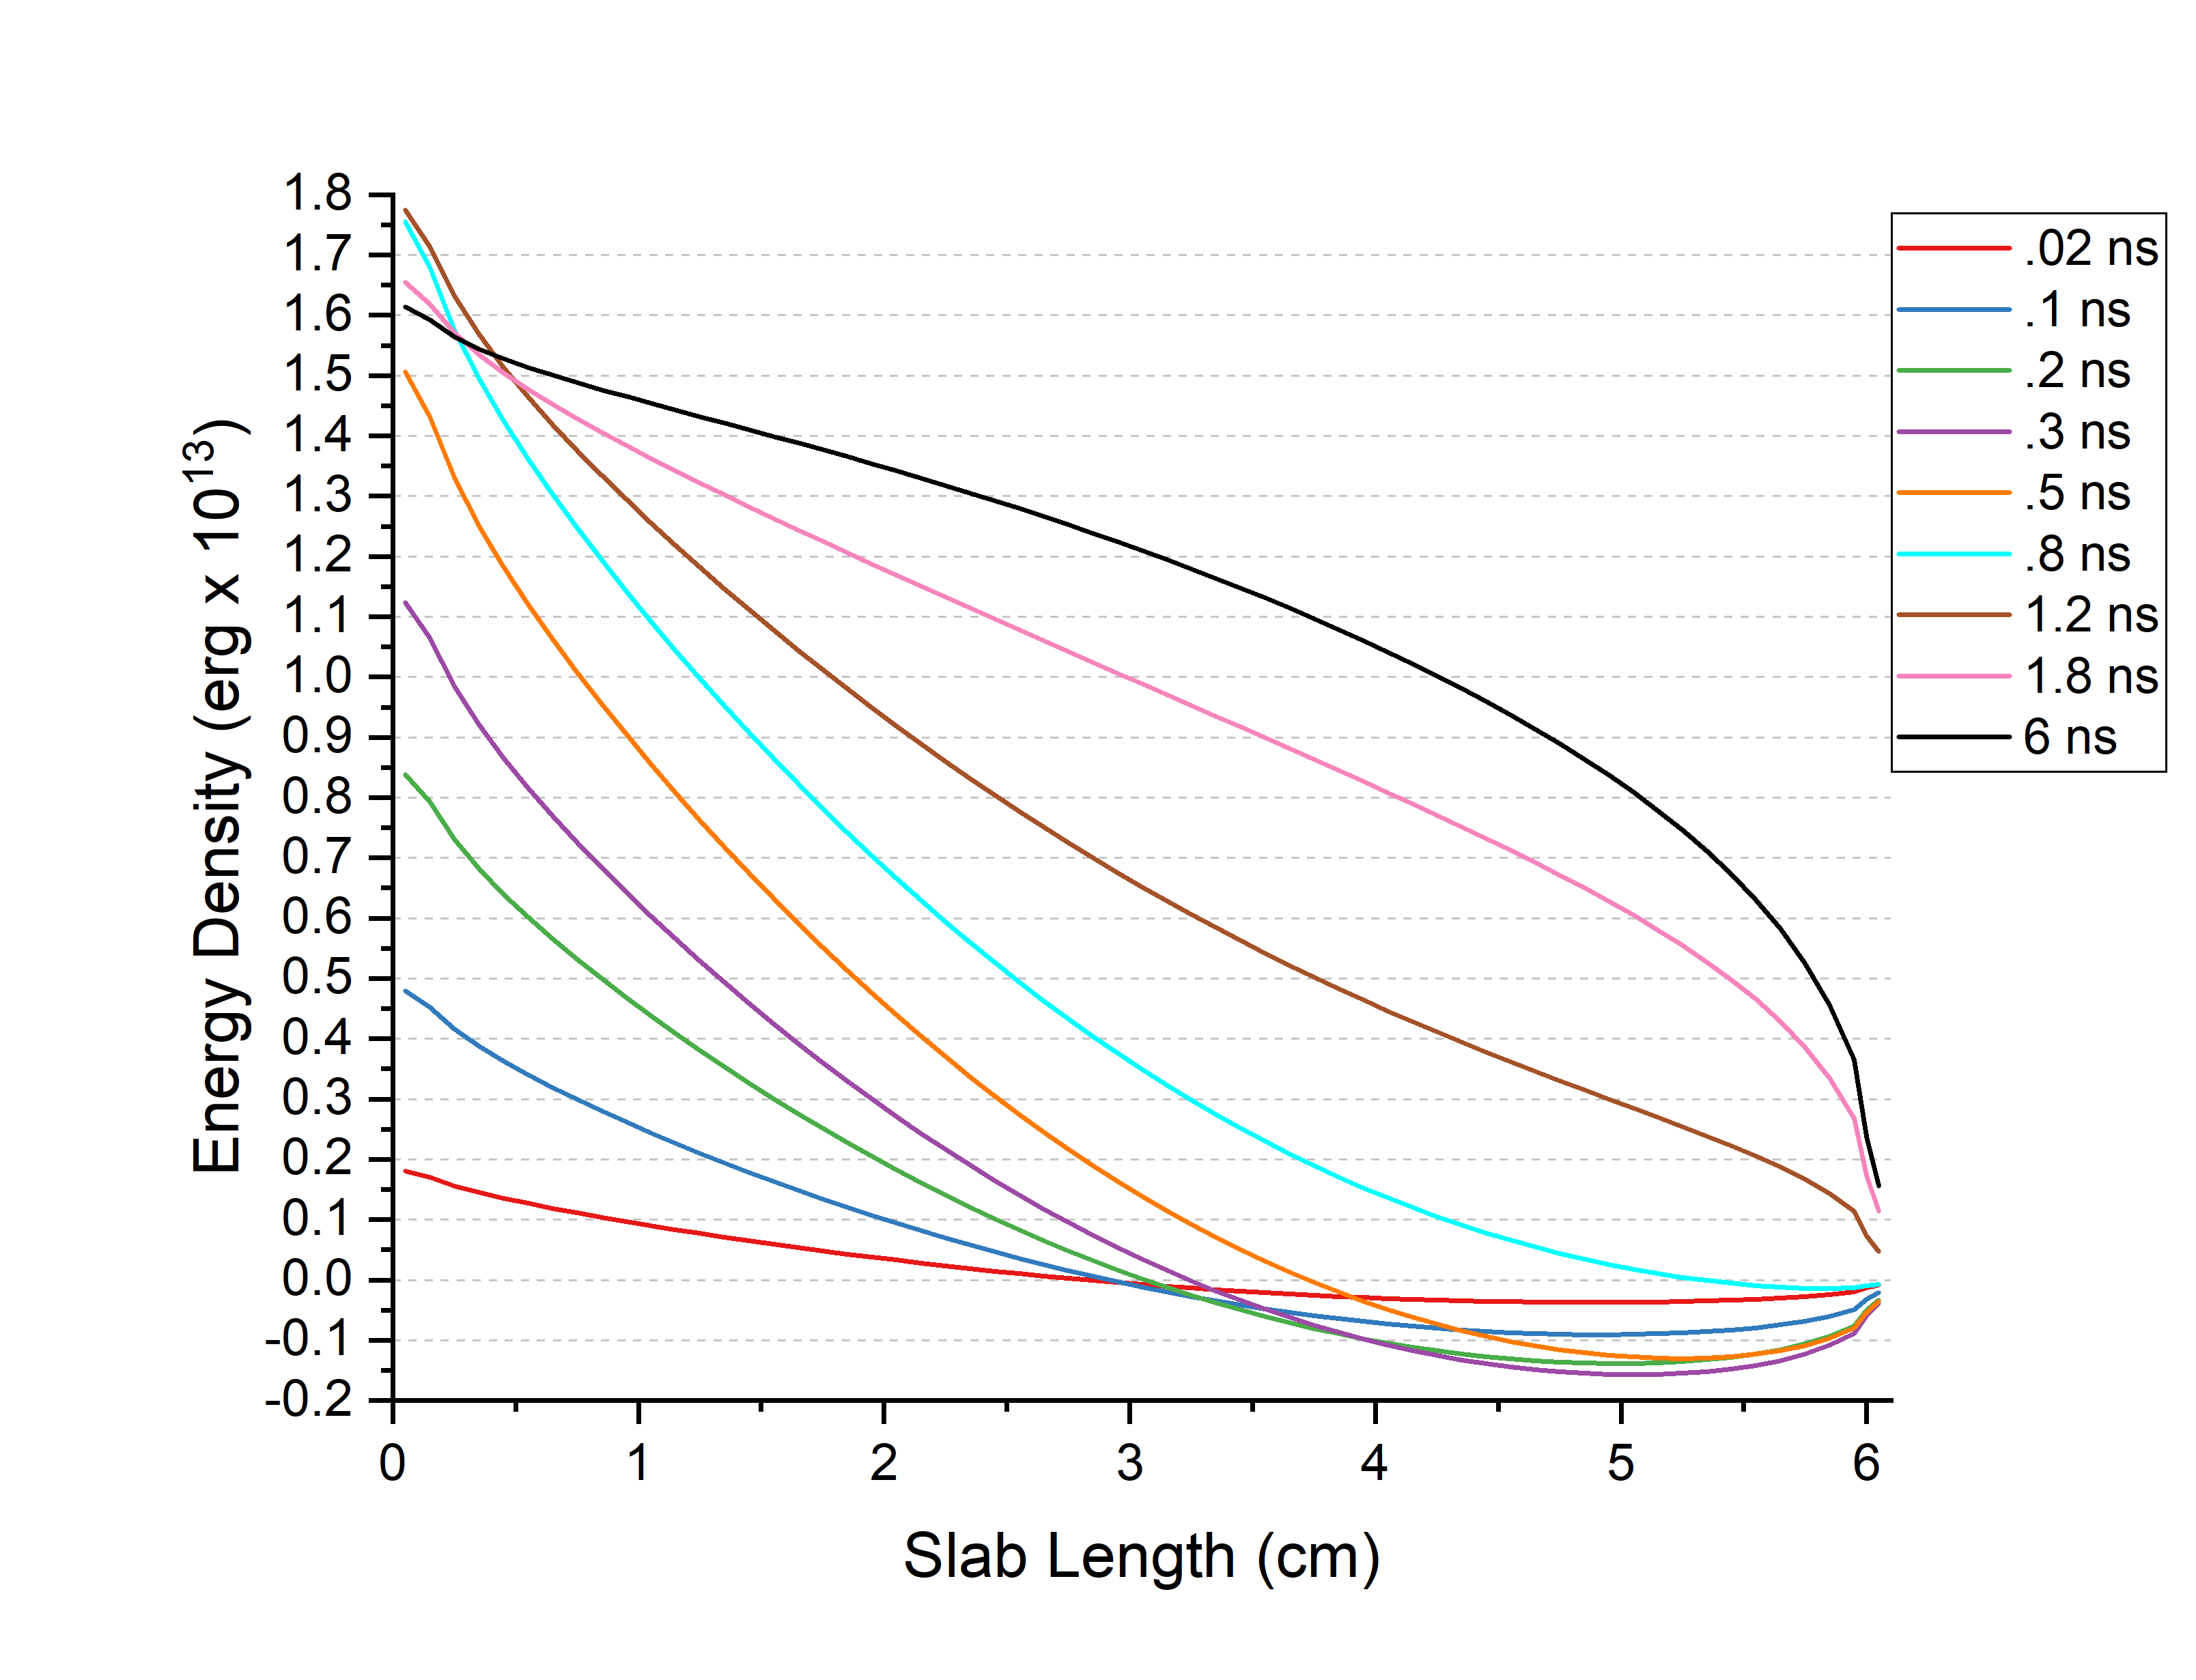 Energy Density (erg x 10¹³)
1.8
1.7
1.6
1.5
1.4
1.3
1.2
1.1
1.0
0.9
0.8
0.7
0.6
0.5
0.4
0.3
0.2
0.1
0.0
-0.1
-0.2
0 1 2 3 4 5 6
Slab Length (cm)
.02 ns
.1 ns
.2 ns
.3 ns
.5 ns
.8 ns
1.2 ns
1.8 ns
6 ns